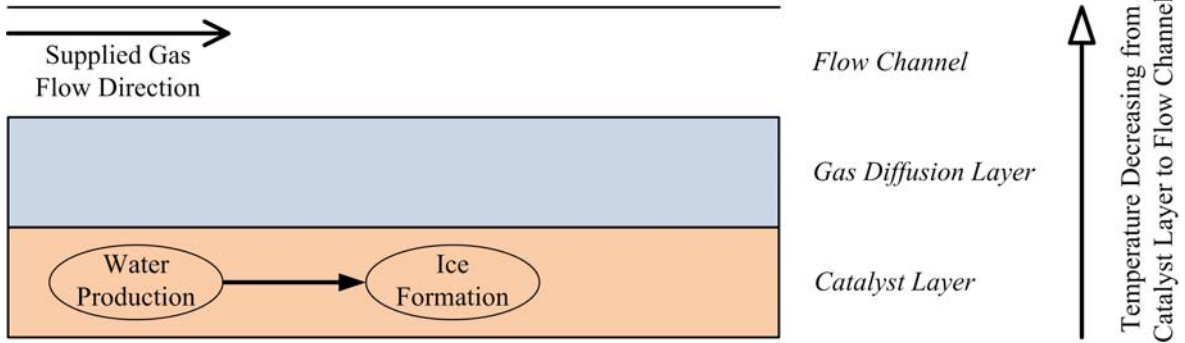 Supplied Gas
Flow Direction
Flow Channel
Gas Diffusion Layer
Water
Production
Ice
Formation
Catalyst Layer
Temperature Decreasing from
Catalyst Layer to Flow Channel